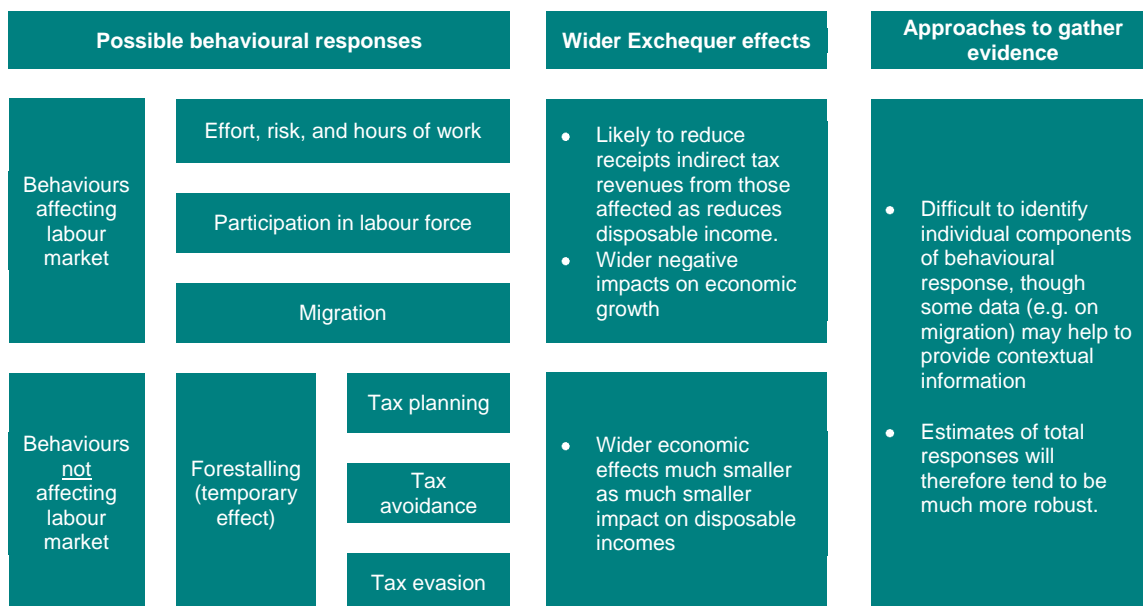 Possible behavioural responses
Wider Exchequer effects
Approaches to gather
evidence
Behaviours
affecting
labour
market
Effort, risk, and hours of work
Participation in labour force
Migration
● Likely to reduce
receipts indirect tax
revenues from those
affected as reduces
disposable income.
● Wider negative
impacts on economic
growth
Behaviours
not
affecting
labour
market
Forestalling
(temporary
effect)
Tax planning
Tax
avoidance
Tax evasion
● Wider economic
effects much smaller
as much smaller
impact on disposable
incomes
● Difficult to identify
individual components
of behavioural
response, though
some data (e.g. on
migration) may help to
provide contextual
information
● Estimates of total
responses will
therefore tend to be
much more robust.